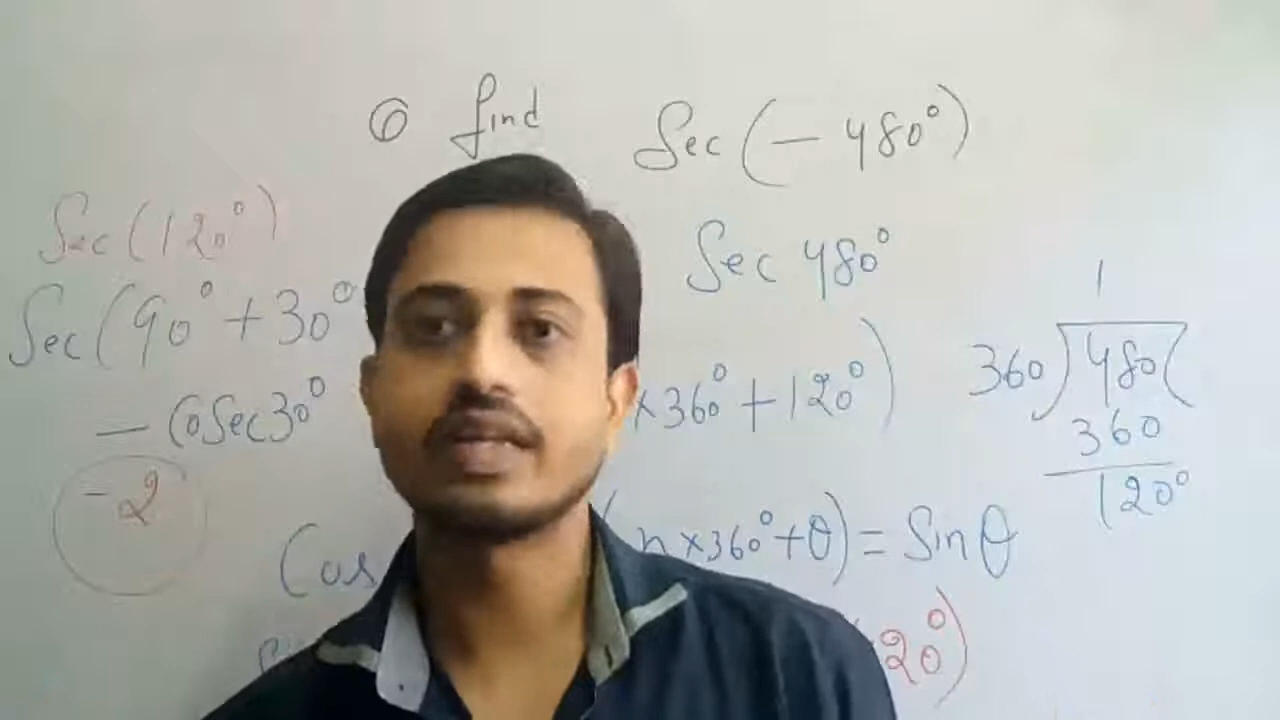 6 find Sec(-480°)
Sec 480°
×360°+120°)
1
360)480(
360
120°
n×360°+θ)= Sinθ
Cos
20°)
Sec(120°)
Sec(90°+30°
- Cosec30°
-2